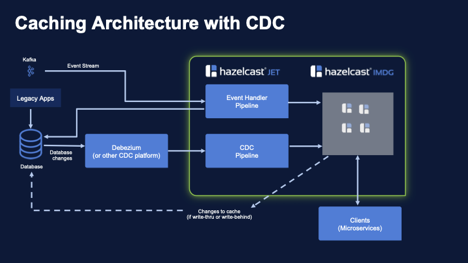 Caching Architecture with CDC
Kafka
Event Stream
hazelcast JET
hazelcast IMDG
Legacy Apps
Event Handler
Pipeline
Database
Database
changes
Debezium
(or other CDC platform)
CDC
Pipeline
Changes to cache
(if write-thru or write-behind)
Clients
(Microservices)